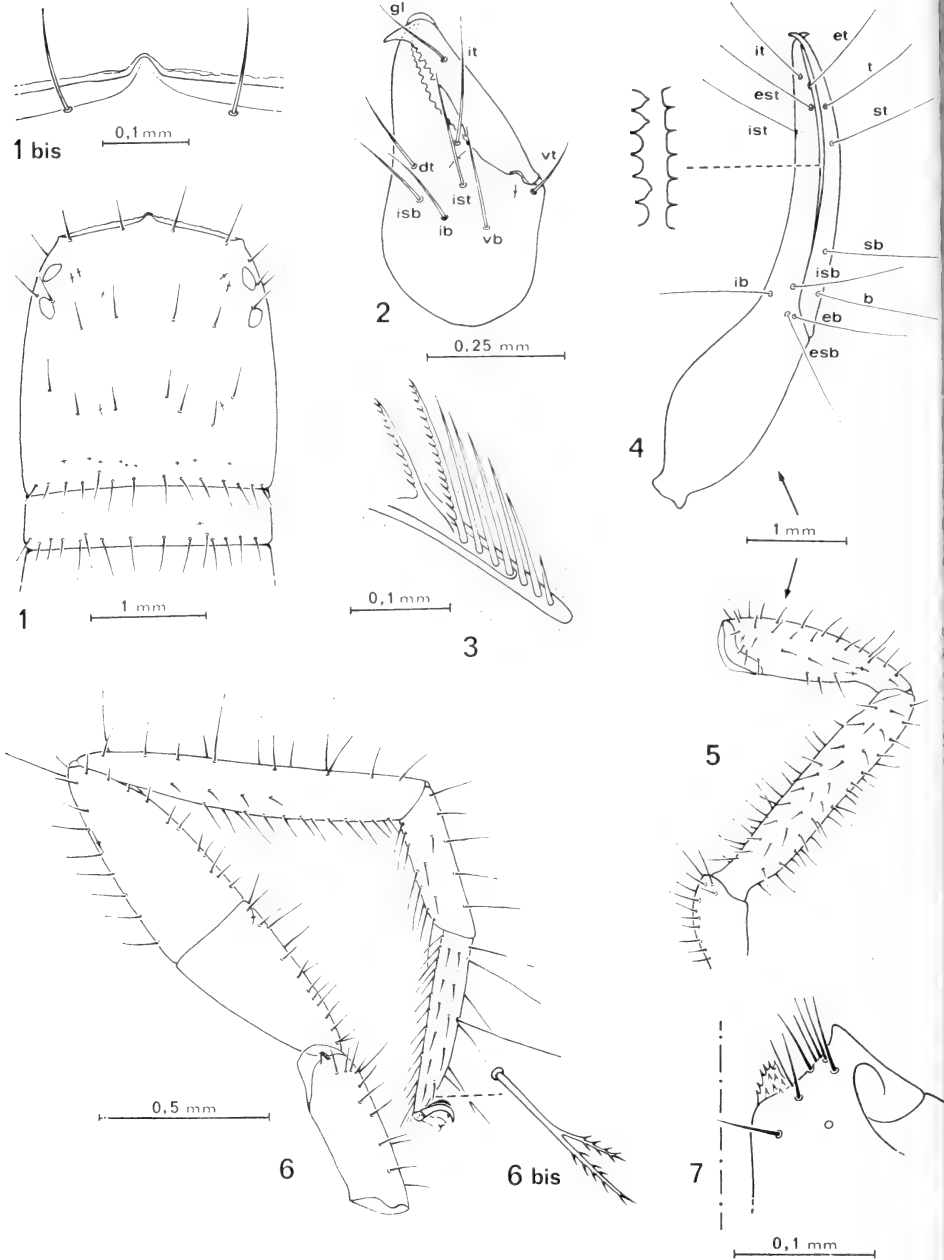 0,1 mm
1 bis
1
1 mm
gl
it
dt
isb
ist
ib
vb
vt
2
0,25 mm
0,1 mm
3
it
et
t
est
ist
st
sb
isb
ib
b
eb
esb
4
1 mm
5
0,5 mm
6
6 bis
7
0,1 mm